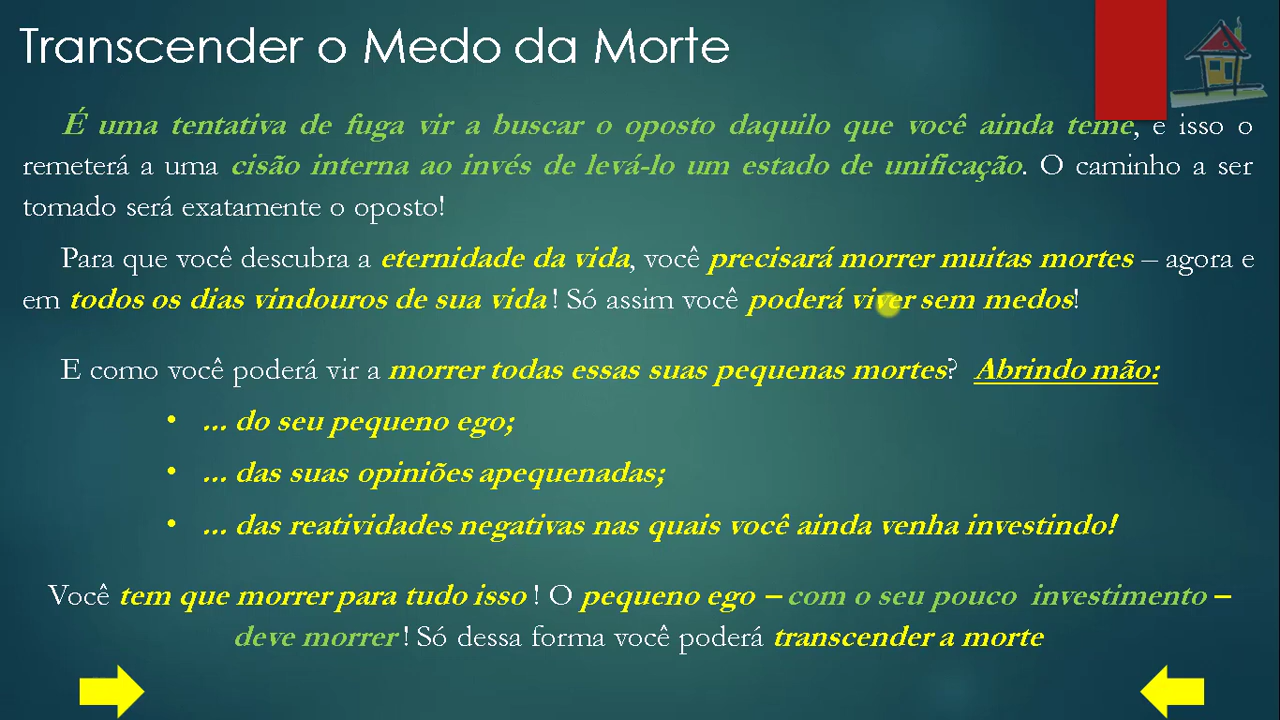 Transcender o Medo da Morte
É uma tentativa de fuga vir a buscar o oposto daquilo que você ainda teme, e isso o
remeterá a uma cisão interna ao invés de levá-lo um estado de unificação. O caminho a ser
tomado será exatamente o oposto!
Para que você descubra a eternidade da vida, você precisará morrer muitas mortes – agora e
em todos os dias vindouros de sua vida ! Só assim você poderá viver sem medos!
E como você poderá vir a morrer todas essas suas pequenas mortes? Abrindo mão:
• ... do seu pequeno ego;
• ... das suas opiniões apequenadas;
• ... das reatividades negativas nas quais você ainda venha investindo!
Você tem que morrer para tudo isso ! O pequeno ego – com o seu pouco investimento –
deve morrer ! Só dessa forma você poderá transcender a morte